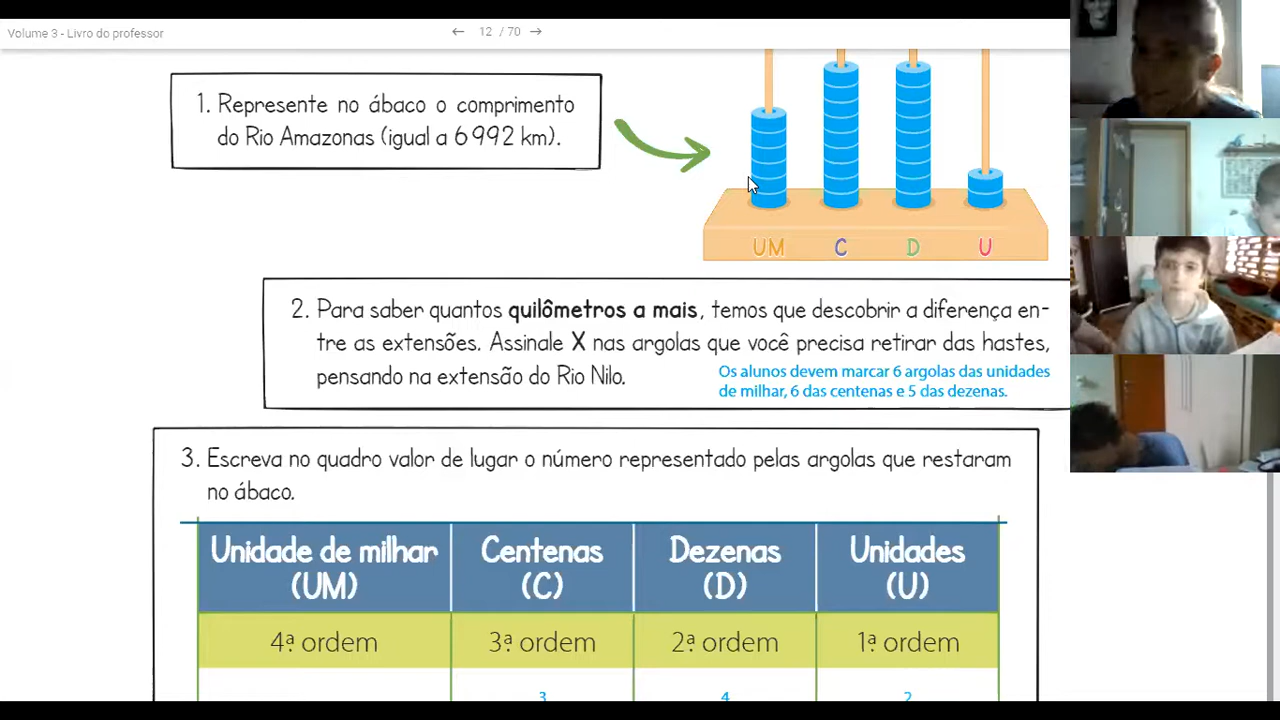 Volume 3 - Livro do professor
← 12 / 70 →
1. Represente no ábaco o comprimento
do Rio Amazonas (igual a 6 992 km).
UM C D U
2. Para saber quantos quilômetros a mais, temos que descobrir a diferença en-
tre as extensões. Assinale X nas argolas que você precisa retirar das hastes,
pensando na extensão do Rio Nilo.
Os alunos devem marcar 6 argolas das unidades
de milhar, 6 das centenas e 5 das dezenas.
3. Escreva no quadro valor de lugar o número representado pelas argolas que restaram
no ábaco.
Unidade de milhar Centenas Dezenas Unidades
(UM) (C) (D) (U)
4.ª ordem 3.ª ordem 2.ª ordem 1.ª ordem
3 4 2